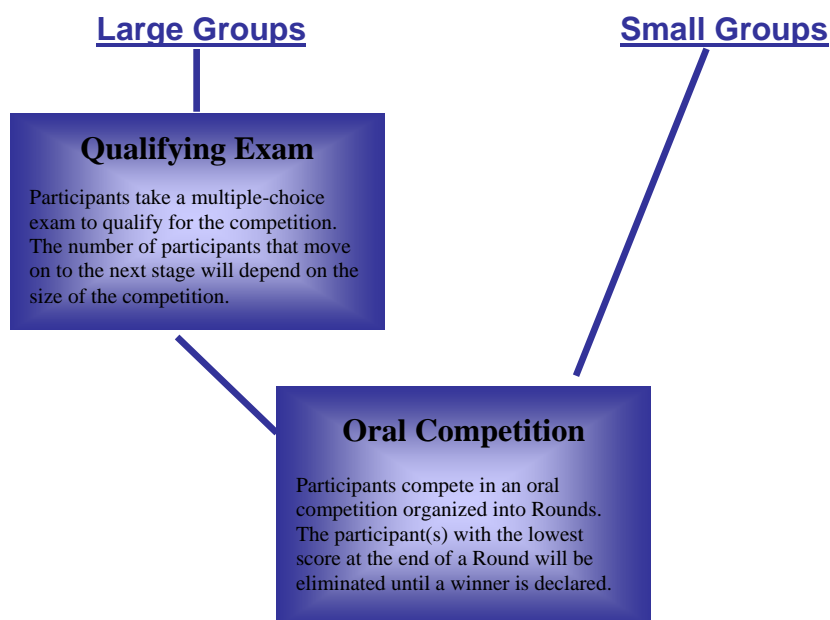 Large Groups
Small Groups
Qualifying Exam
Participants take a multiple-choice
exam to qualify for the competition.
The number of participants that move
on to the next stage will depend on the
size of the competition.
Oral Competition
Participants compete in an oral
competition organized into Rounds.
The participant(s) with the lowest
score at the end of a Round will be
eliminated until a winner is declared.